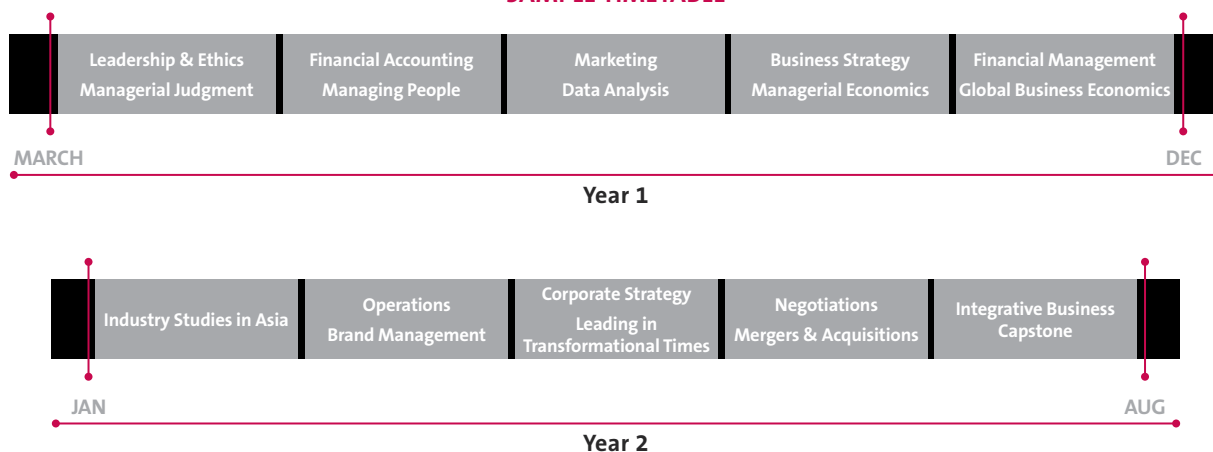 SAMPLE TIMETABLE
Leadership & Ethics
Managerial Judgment
Financial Accounting
Managing People
Marketing
Data Analysis
Business Strategy
Managerial Economics
Financial Management
Global Business Economics
MARCH
DEC
Year 1
Industry Studies in Asia
Operations
Brand Management
Corporate Strategy
Leading in
Transformational Times
Negotiations
Mergers & Acquisitions
Integrative Business
Capstone
JAN
AUG
Year 2